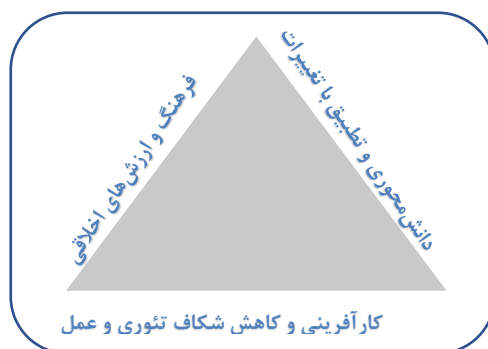 دانش‌محوری و تطبیق با تغییرات
فرهنگ و ارزش‌های اخلاقی
کارآفرینی و کاهش شکاف تئوری و عمل